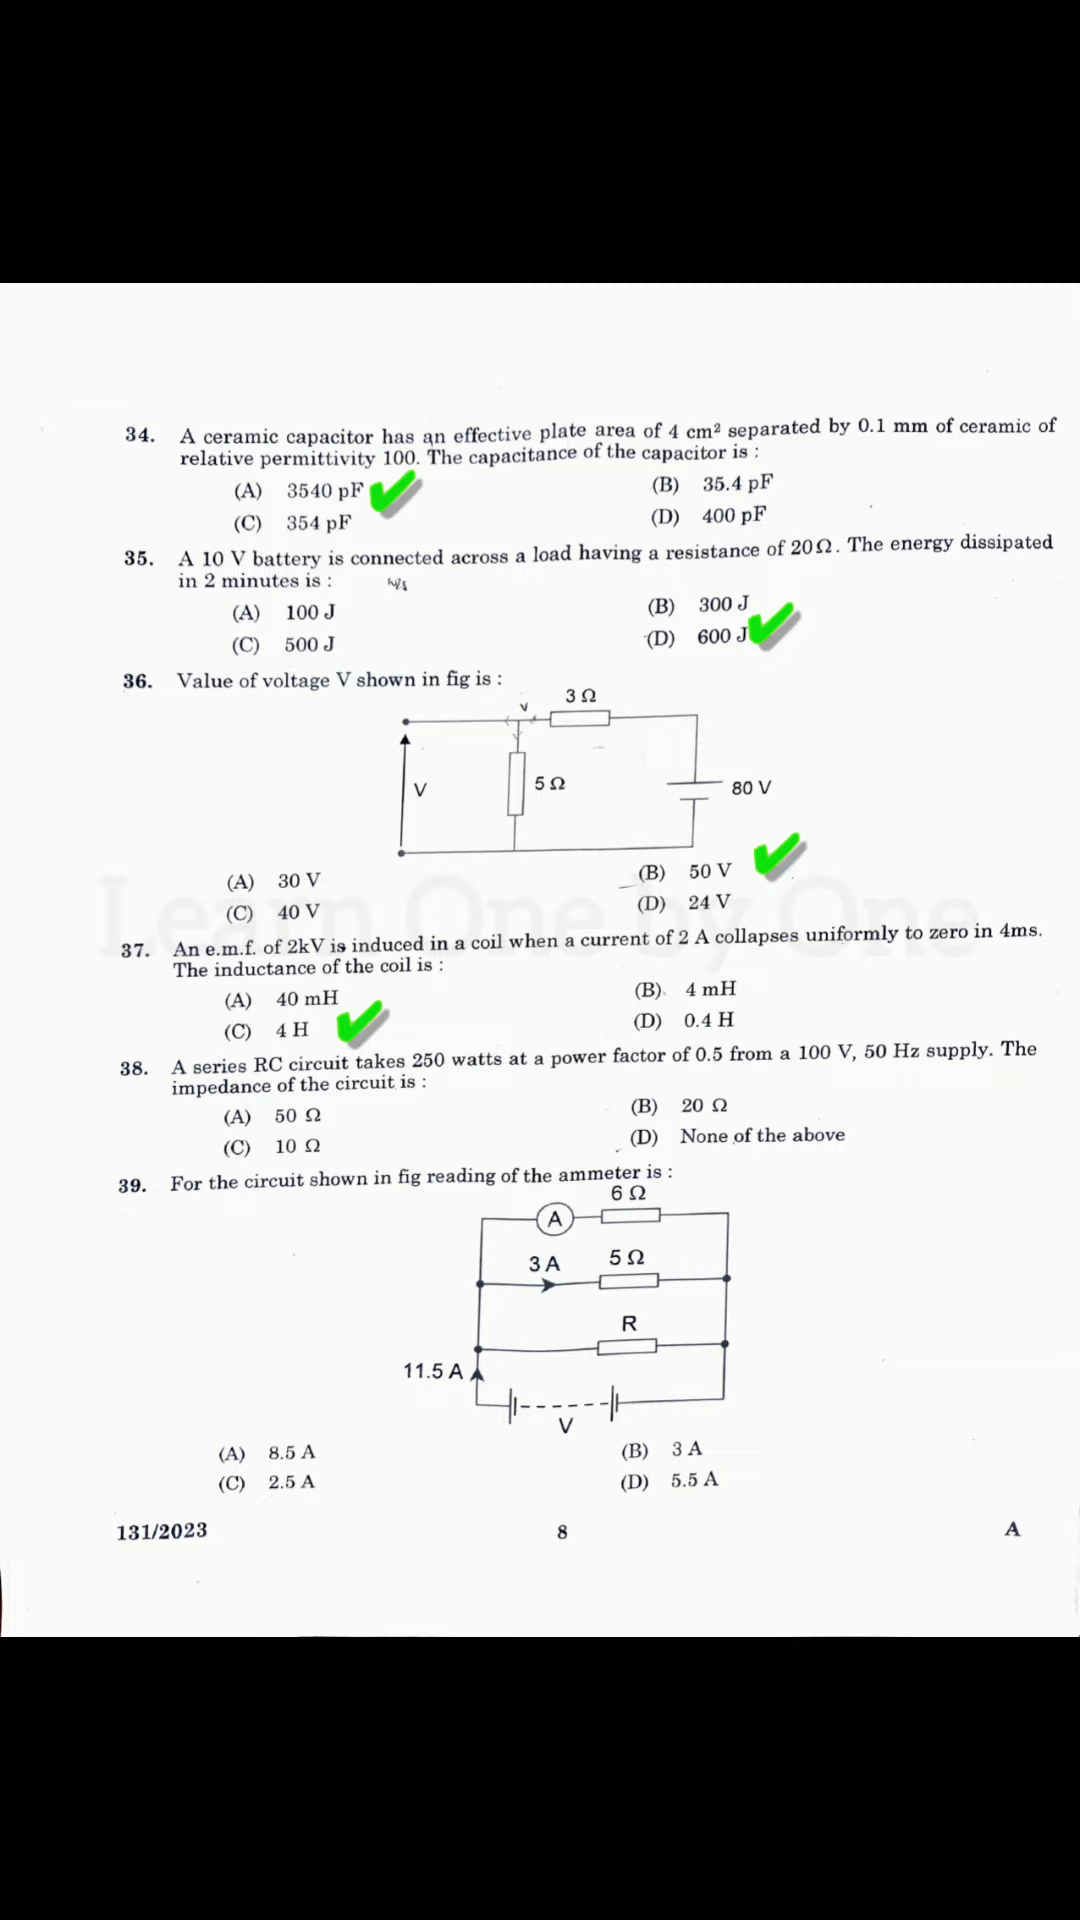 34. A ceramic capacitor has an effective plate area of 4 cm² separated by 0.1 mm of ceramic of
relative permittivity 100. The capacitance of the capacitor is :
(A) 3540 pF (B) 35.4 pF
(C) 354 pF (D) 400 pF
35. A 10 V battery is connected across a load having a resistance of 20Ω. The energy dissipated
in 2 minutes is :
(A) 100 J (B) 300 J
(C) 500 J (D) 600 J
36. Value of voltage V shown in fig is :
3 Ω
V
V
5 Ω
80 V
(A) 30 V (B) 50 V
(C) 40 V (D) 24 V
Learn One by One
37. An e.m.f. of 2kV is induced in a coil when a current of 2 A collapses uniformly to zero in 4ms.
The inductance of the coil is :
(A) 40 mH (B) 4 mH
(C) 4 H (D) 0.4 H
38. A series RC circuit takes 250 watts at a power factor of 0.5 from a 100 V, 50 Hz supply. The
impedance of the circuit is :
(A) 50 Ω (B) 20 Ω
(C) 10 Ω (D) None of the above
39. For the circuit shown in fig reading of the ammeter is :
6 Ω
A
3 A 5 Ω
R
11.5 A
V
(A) 8.5 A (B) 3 A
(C) 2.5 A (D) 5.5 A
131/2023 8 A